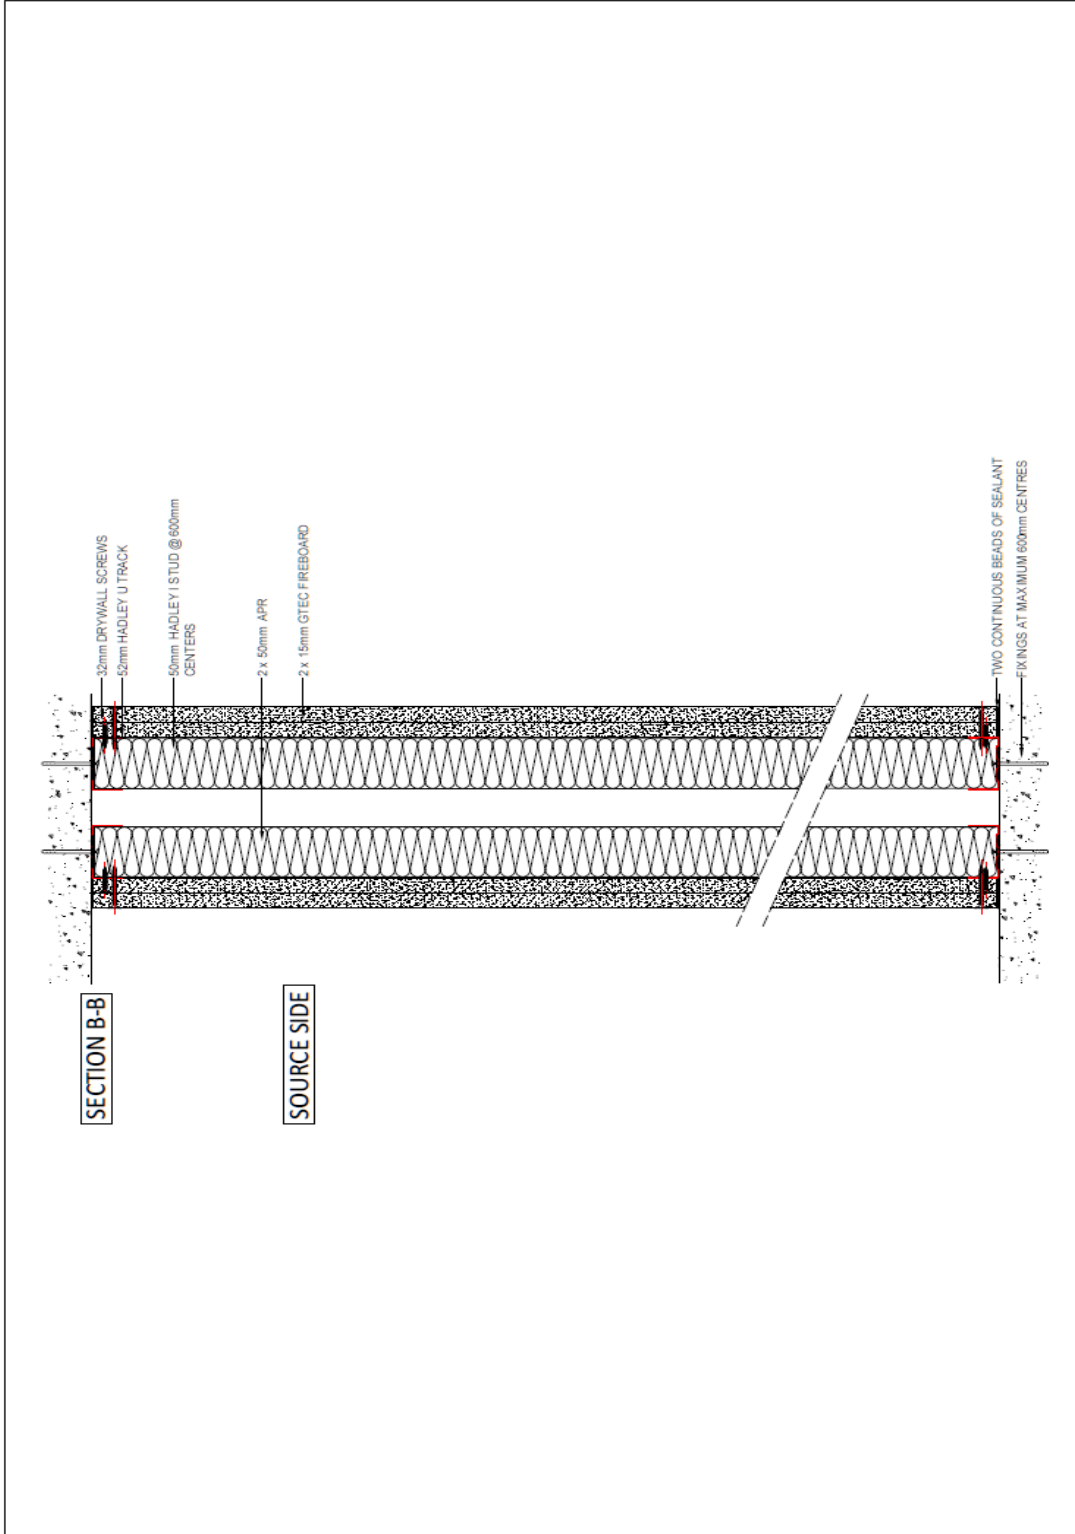 SECTION B-B
SOURCE SIDE
32mm DRYWALL SCREWS
52mm HADLEY U TRACK
50mm HADLEY I STUD @ 600mm
CENTERS
2 x 50mm APR
2 x 15mm GTEC FIREBOARD
TWO CONTINUOUS BEADS OF SEALANT
FIXINGS AT MAXIMUM 600mm CENTRES